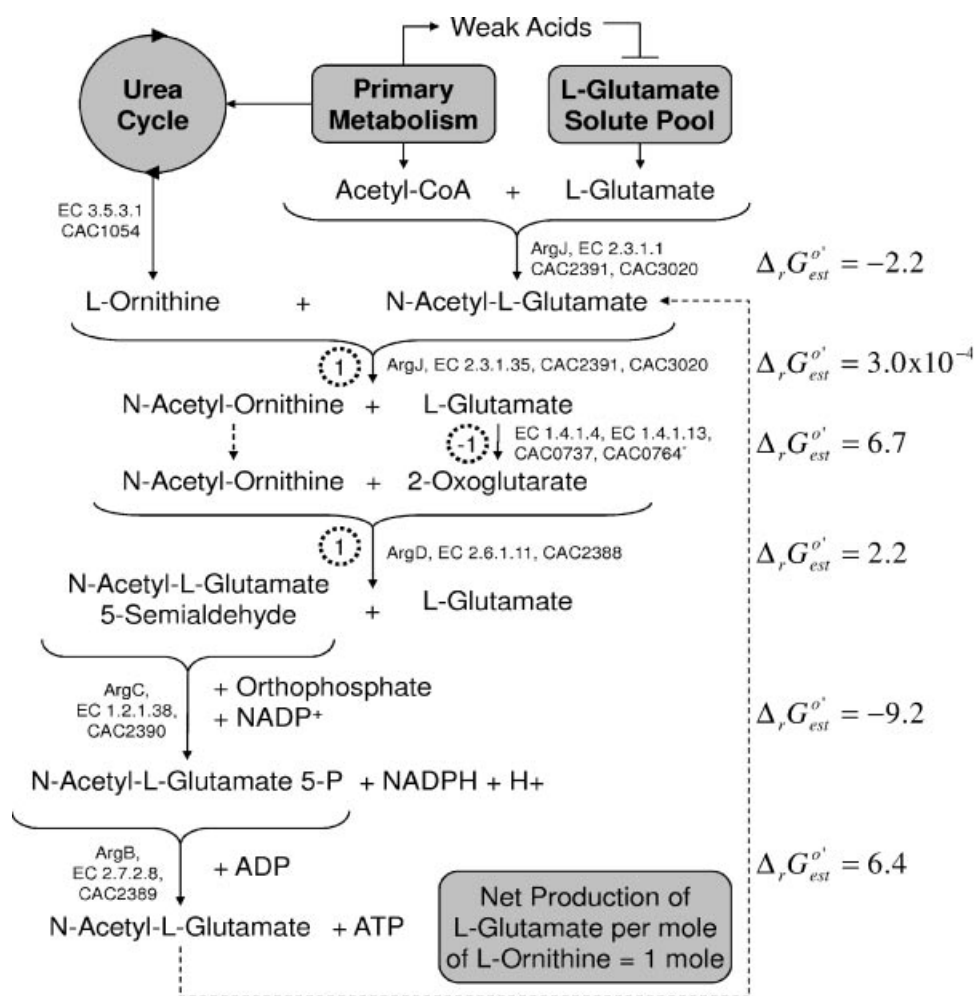 Weak Acids
Urea
Cycle
Primary
Metabolism
L-Glutamate
Solute Pool
Acetyl-CoA + L-Glutamate
EC 3.5.3.1
CAC1054
ArgJ, EC 2.3.1.1
CAC2391, CAC3020
ΔᵣG°'est = −2.2
L-Ornithine + N-Acetyl-L-Glutamate
1
ArgJ, EC 2.3.1.35, CAC2391, CAC3020
ΔᵣG°'est = 3.0x10⁻⁴
N-Acetyl-Ornithine + L-Glutamate
-1
EC 1.4.1.4, EC 1.4.1.13,
CAC0737, CAC0764*
ΔᵣG°'est = 6.7
N-Acetyl-Ornithine + 2-Oxoglutarate
1
ArgD, EC 2.6.1.11, CAC2388
ΔᵣG°'est = 2.2
N-Acetyl-L-Glutamate
5-Semialdehyde
+ L-Glutamate
ArgC,
EC 1.2.1.38,
CAC2390
+ Orthophosphate
+ NADP⁺
ΔᵣG°'est = −9.2
N-Acetyl-L-Glutamate 5-P + NADPH + H+
ArgB,
EC 2.7.2.8,
CAC2389
+ ADP
ΔᵣG°'est = 6.4
N-Acetyl-L-Glutamate + ATP
Net Production of
L-Glutamate per mole
of L-Ornithine = 1 mole